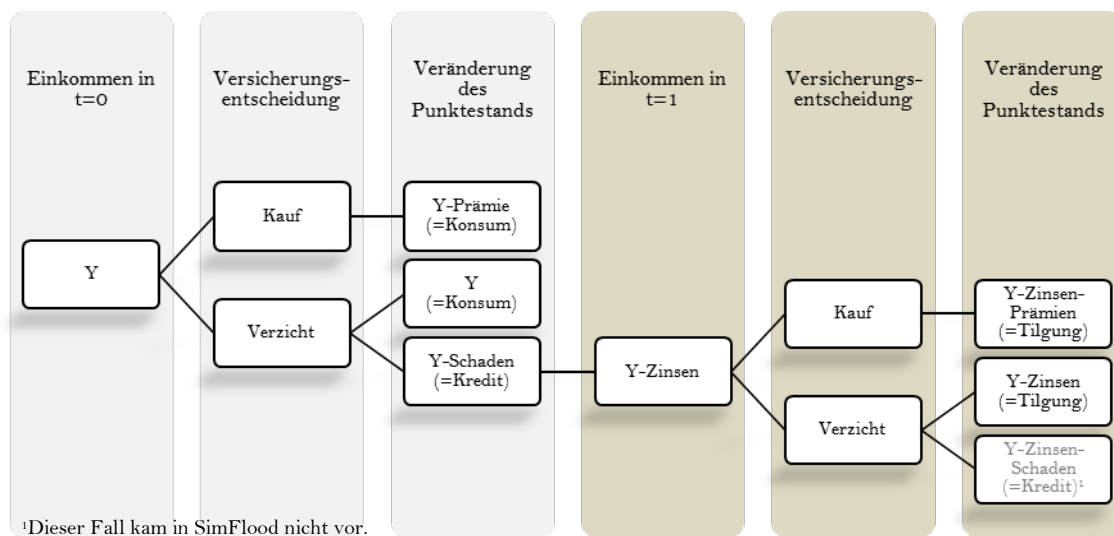 Einkommen in
t=0
Versicherungs-
entscheidung
Veränderung
des
Punktestands
Einkommen in
t=1
Versicherungs-
entscheidung
Veränderung
des
Punktestands
Y
Kauf
Verzicht
Y-Prämie
(=Konsum)
Y
(=Konsum)
Y-Schaden
(=Kredit)
Y-Zinsen
Kauf
Verzicht
Y-Zinsen-
Prämien
(=Tilgung)
Y-Zinsen
(=Tilgung)
Y-Zinsen-
Schaden
(=Kredit)¹
¹Dieser Fall kam in SimFlood nicht vor.